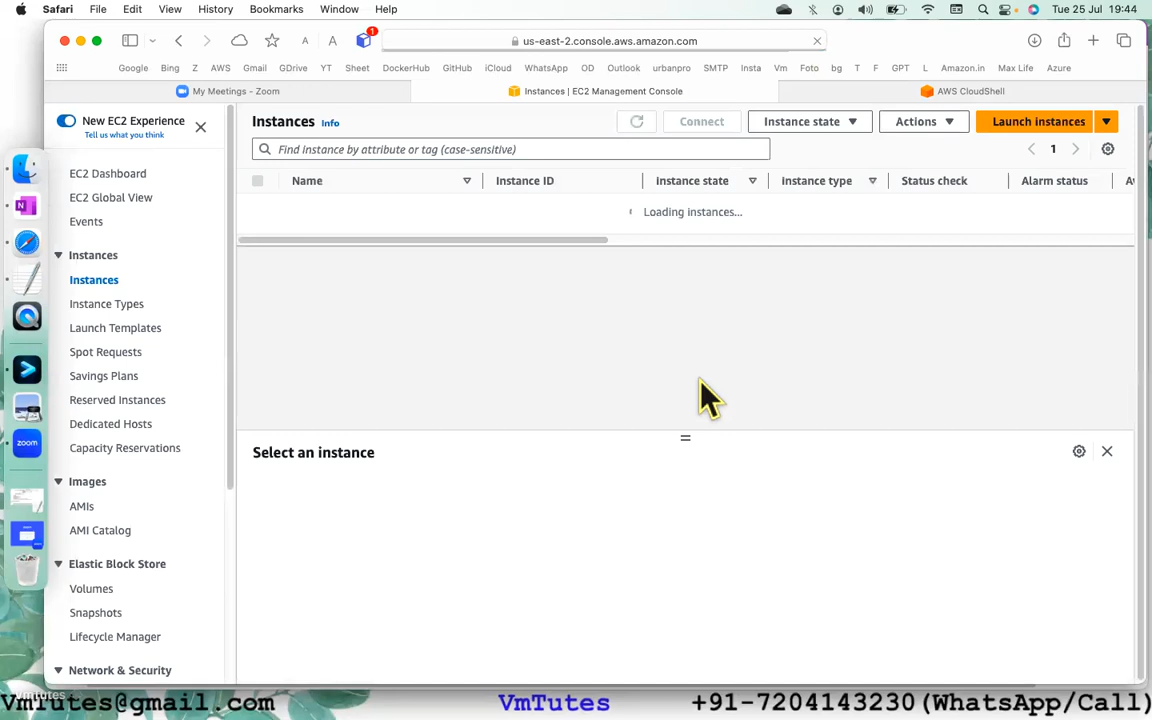 Safari File Edit View History Bookmarks Window Help Tue 25 Jul 19:44
A A 1 us-east-2.console.aws.amazon.com
Google Bing Z AWS Gmail GDrive YT Sheet DockerHub GitHub iCloud WhatsApp OD Outlook urbanpro SMTP Insta Vm Foto bg T F GPT L Amazon.in Max Life Azure
My Meetings - Zoom Instances | EC2 Management Console AWS CloudShell
New EC2 Experience
Tell us what you think
Instances Info Connect Instance state Actions Launch instances
Find instance by attribute or tag (case-sensitive) 1
Name Instance ID Instance state Instance type Status check Alarm status
Loading instances...
EC2 Dashboard
EC2 Global View
Events
Instances
Instances
Instance Types
Launch Templates
Spot Requests
Savings Plans
Reserved Instances
Dedicated Hosts
Capacity Reservations
Images
AMIs
AMI Catalog
Elastic Block Store
Volumes
Snapshots
Lifecycle Manager
Network & Security
Select an instance
zoom
VmTutes
VmTutes@gmail.com VmTutes +91-7204143230(WhatsApp/Call)